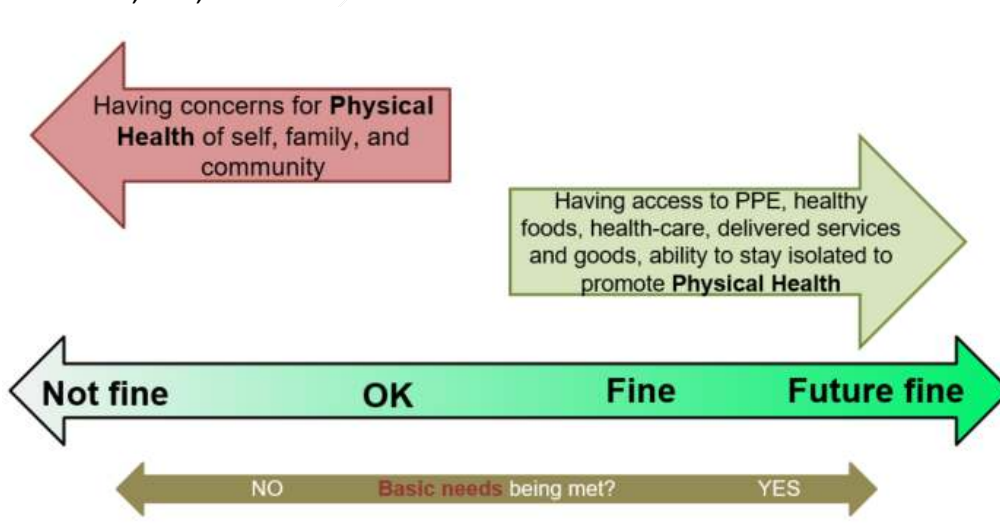 Having concerns for Physical
Health of self, family, and
community
Having access to PPE, healthy
foods, health-care, delivered services
and goods, ability to stay isolated to
promote Physical Health
Not fine OK Fine Future fine
NO Basic needs being met? YES